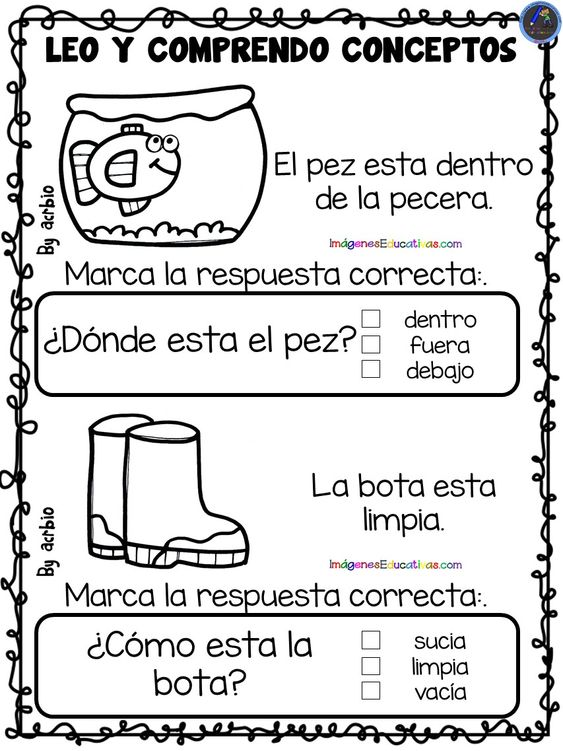 LEO Y COMPRENDO CONCEPTOS
El pez esta dentro
de la pecera.
By acrbio
ImágenesEducativas.com
Marca la respuesta correcta:.
¿Dónde esta el pez?
dentro
fuera
debajo
La bota esta
limpia.
By acrbio
ImágenesEducativas.com
Marca la respuesta correcta:.
¿Cómo esta la
bota?
sucia
limpia
vacía